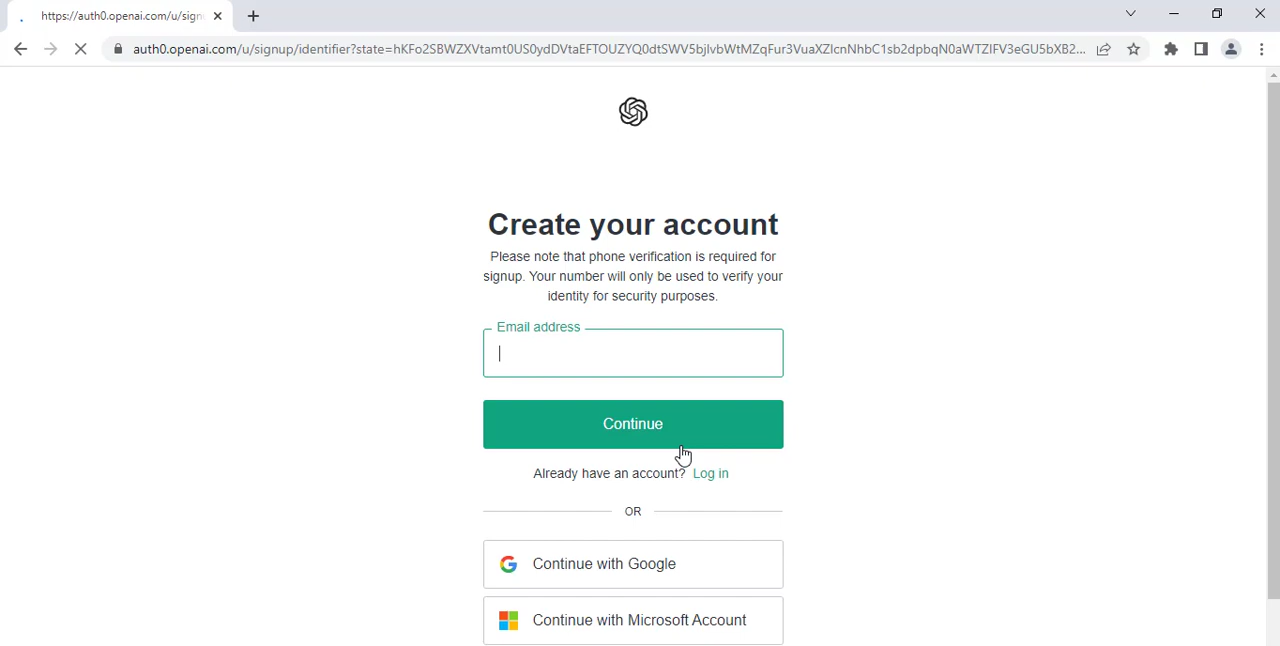 https://auth0.openai.com/u/sign
auth0.openai.com/u/signup/identifier?state=hKFo2SBWZXVtamt0US0ydDVtaEFTOUZYQ0dtSWV5bjlvbWtMZqFur3VuaXZlcnNhbC1sb2dpbqN0aWTZIFV3eGU5bXB2...
Create your account
Please note that phone verification is required for
signup. Your number will only be used to verify your
identity for security purposes.
Email address
Continue
Already have an account? Log in
OR
Continue with Google
Continue with Microsoft Account